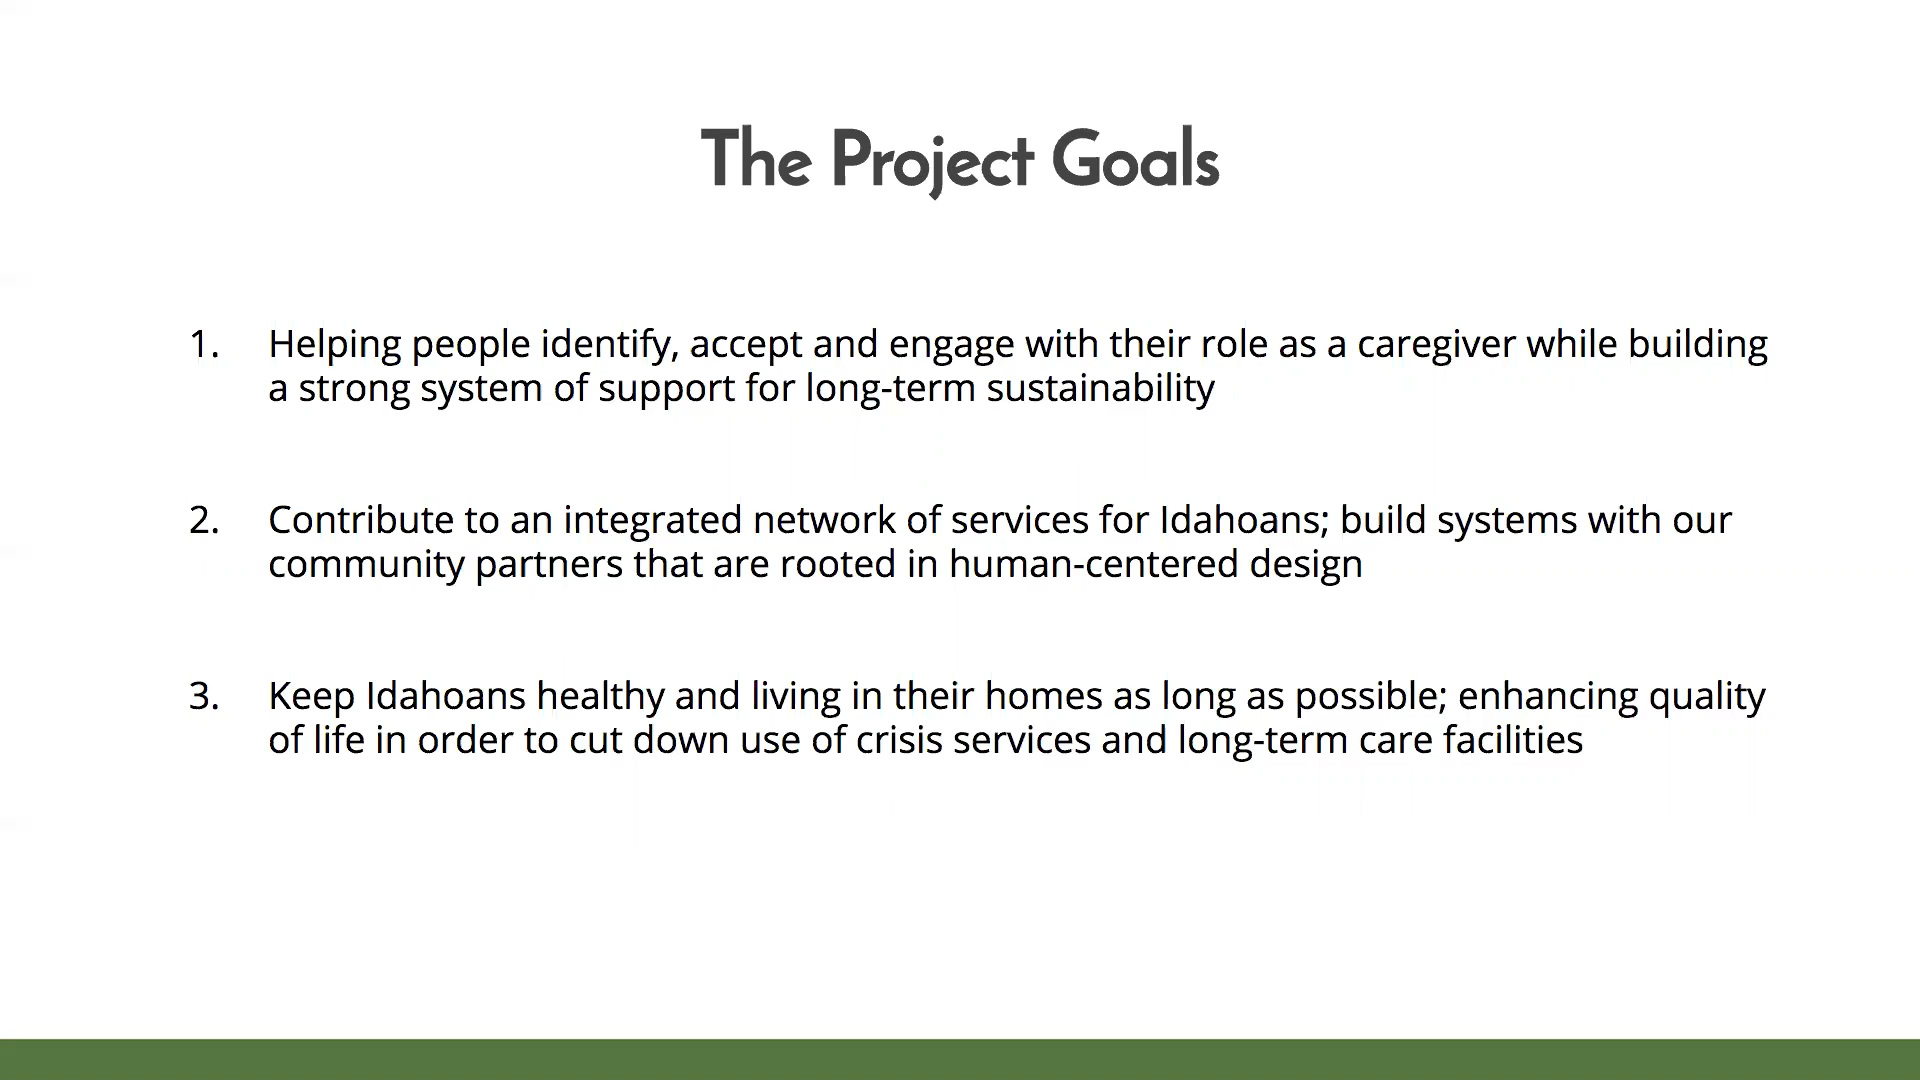 The Project Goals
1. Helping people identify, accept and engage with their role as a caregiver while building
a strong system of support for long-term sustainability
2. Contribute to an integrated network of services for Idahoans; build systems with our
community partners that are rooted in human-centered design
3. Keep Idahoans healthy and living in their homes as long as possible; enhancing quality
of life in order to cut down use of crisis services and long-term care facilities